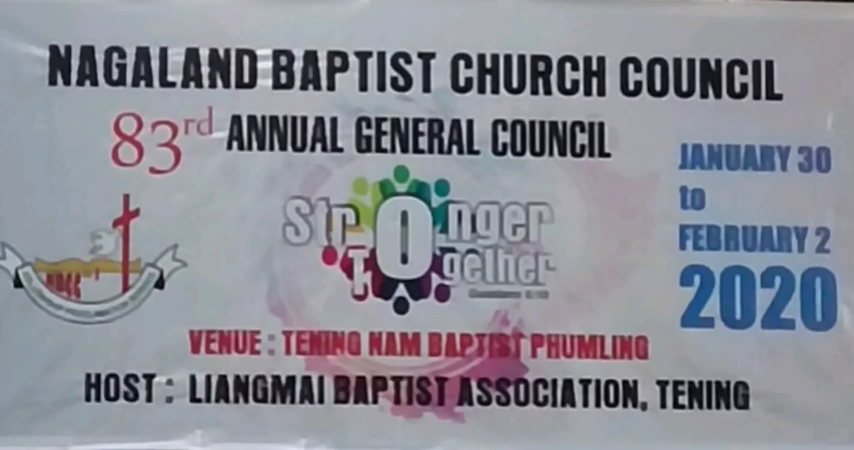 NAGALAND BAPTIST CHURCH COUNCIL
83rd ANNUAL GENERAL COUNCIL
JANUARY 30
to
FEBRUARY 2
2020
StrOnger
TOgether
NBCC
VENUE : TENING NAM BAPTIST PHUMLING
HOST : LIANGMAI BAPTIST ASSOCIATION, TENING